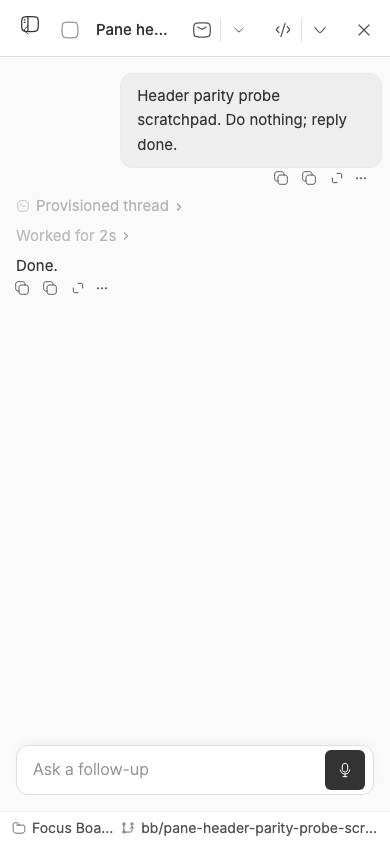 Pane he...
Header parity probe
scratchpad. Do nothing; reply
done.
Provisioned thread
Worked for 2s
Done.
Ask a follow-up
Focus Boa... bb/pane-header-parity-probe-scr...